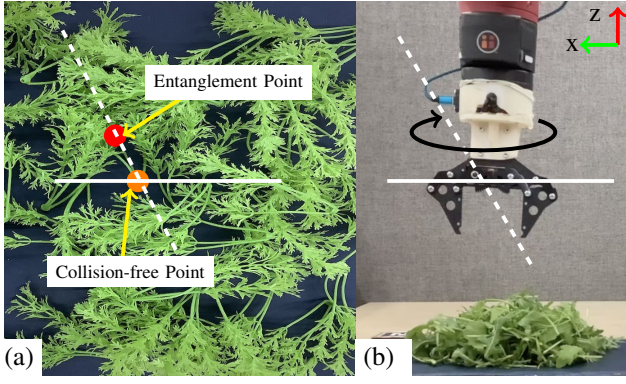 Entanglement Point
Collision-free Point
(a)
z
x
(b)